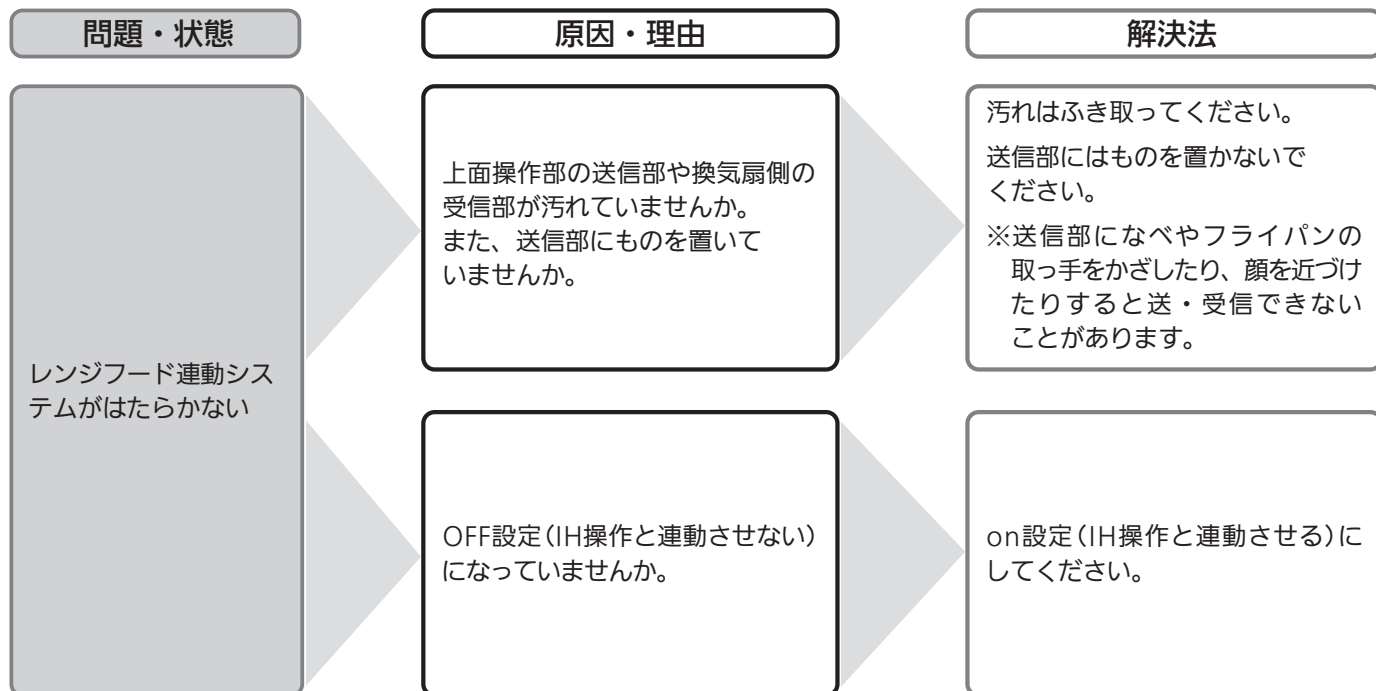 問題・状態
原因・理由
解決法
レンジフード連動シス
テムがはたらかない
上面操作部の送信部や換気扇側の
受信部が汚れていませんか。
また、送信部にものを置いて
いませんか。
汚れはふき取ってください。
送信部にはものを置かないで
ください。
※送信部になべやフライパンの
取っ手をかざしたり、顔を近づけ
たりすると送・受信できない
ことがあります。
OFF設定(IH操作と連動させない)
になっていませんか。
on設定(IH操作と連動させる)に
してください。